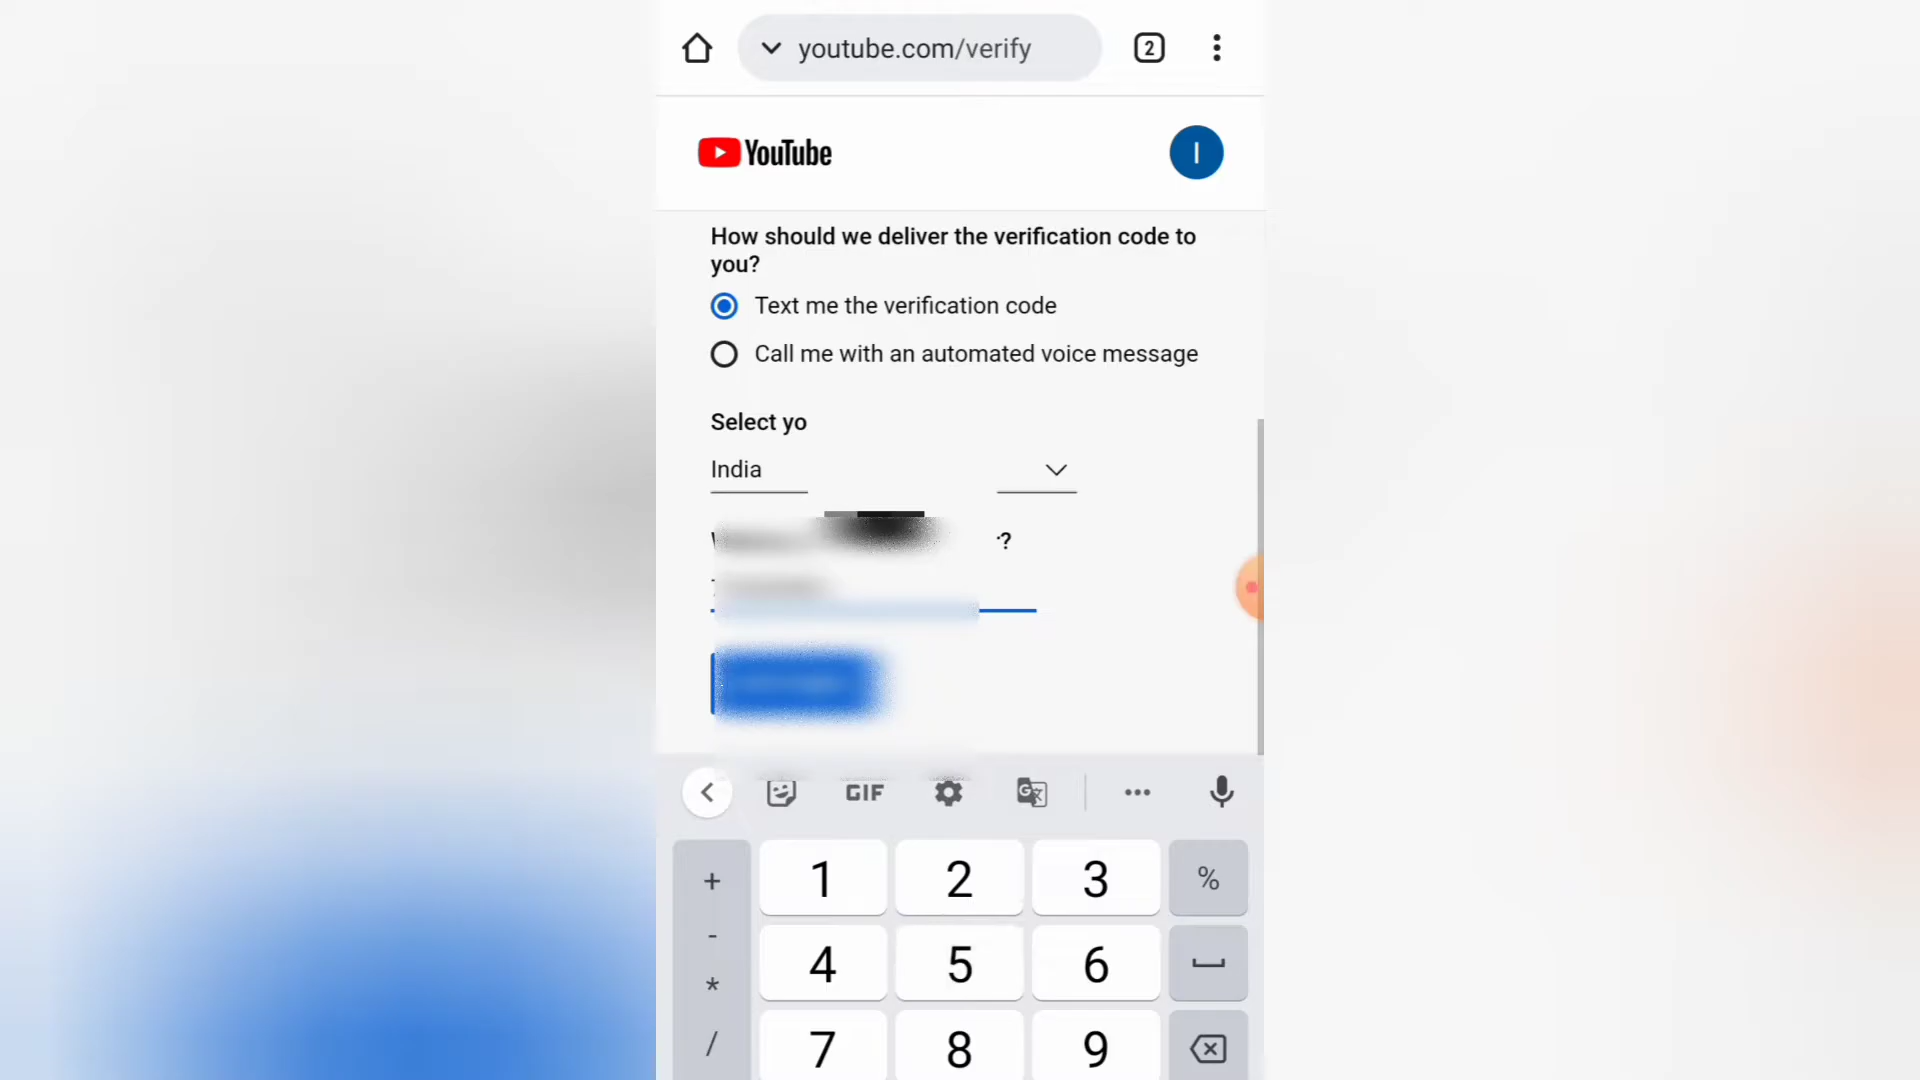 youtube.com/verify
2
YouTube
I
How should we deliver the verification code to
you?
Text me the verification code
Call me with an automated voice message
Select yo
India
?
GIF
+ 1 2 3 %
- 4 5 6
*
/ 7 8 9